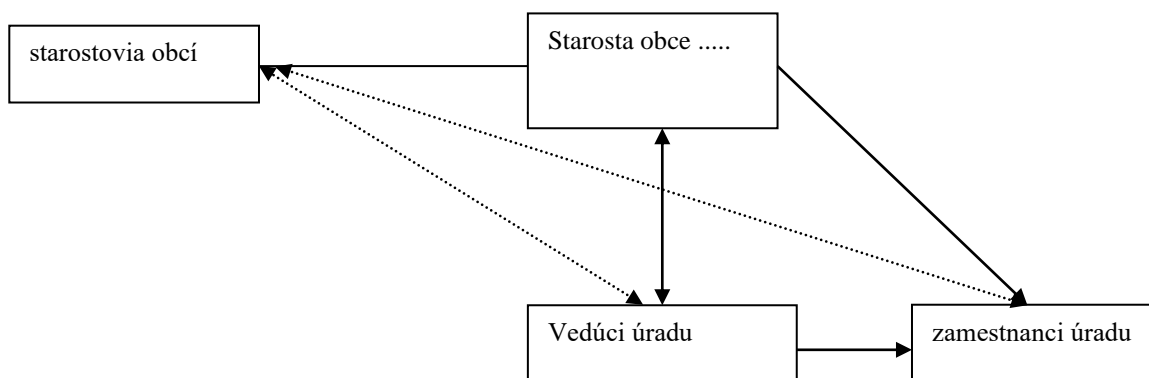 starostovia obcí
Starosta obce .....
Vedúci úradu
zamestnanci úradu